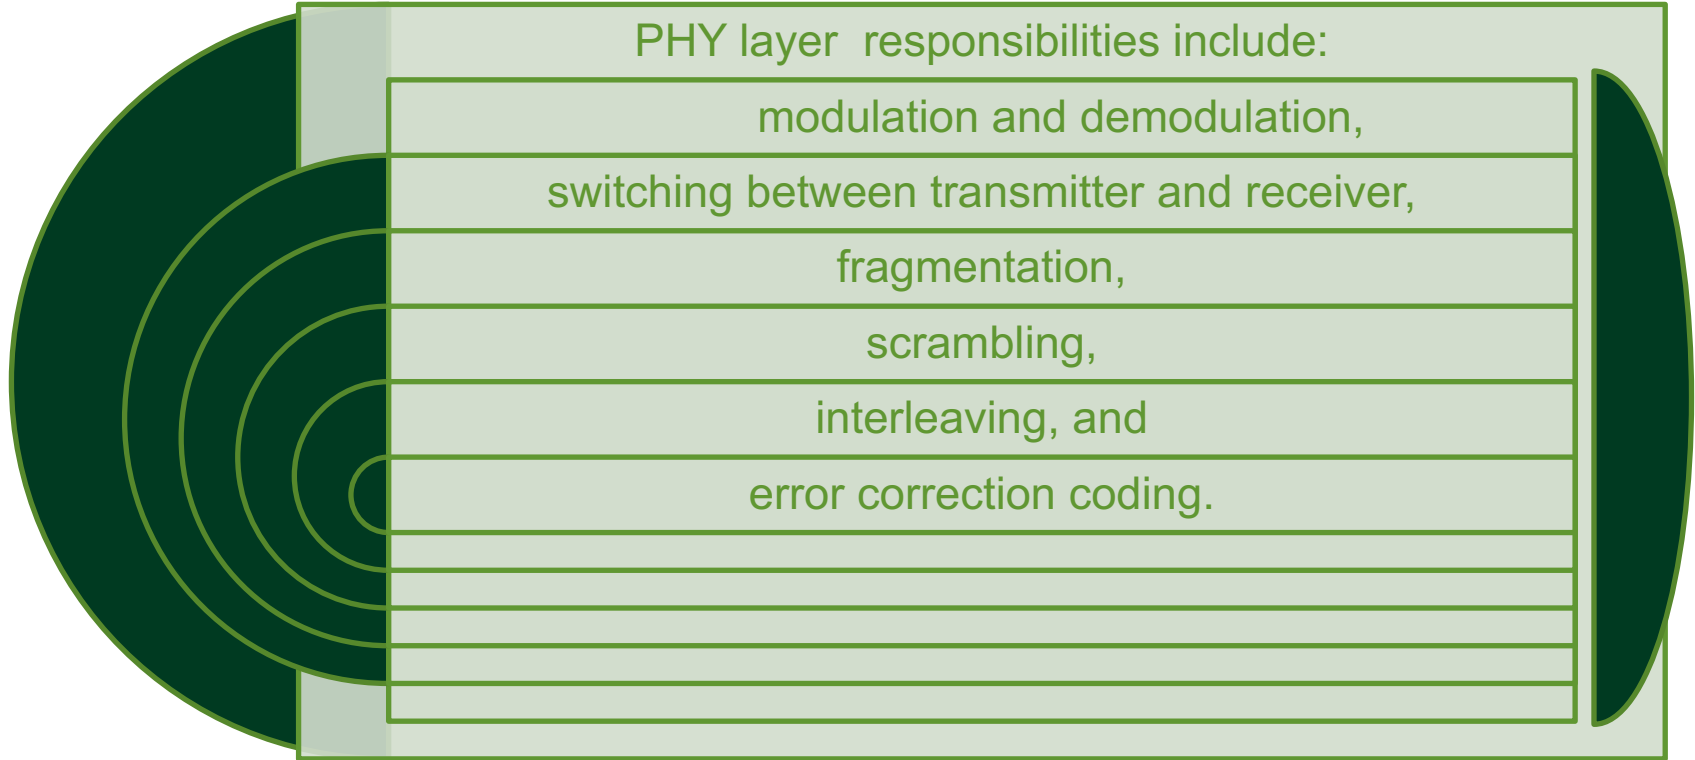 PHY layer  responsibilities include:
modulation and demodulation,
switching between transmitter and receiver,
fragmentation,
scrambling,
interleaving, and
error correction coding.